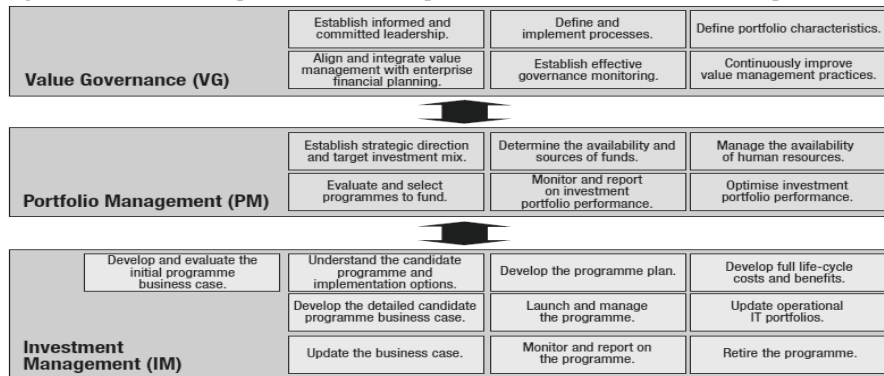 Establish informed and
committed leadership.
Define and
implement processes.
Define portfolio characteristics.
Value Governance (VG)
Align and integrate value
management with enterprise
financial planning.
Establish effective
governance monitoring.
Continuously improve
value management practices.
Establish strategic direction
and target investment mix.
Determine the availability and
sources of funds.
Manage the availability
of human resources.
Portfolio Management (PM)
Evaluate and select
programmes to fund.
Monitor and report
on investment
portfolio performance.
Optimise investment
portfolio performance.
Develop and evaluate the
initial programme
business case.
Understand the candidate
programme and
implementation options.
Develop the programme plan.
Develop full life-cycle
costs and benefits.
Develop the detailed candidate
programme business case.
Launch and manage
the programme.
Update operational
IT portfolios.
Investment
Management (IM)
Update the business case.
Monitor and report on
the programme.
Retire the programme.